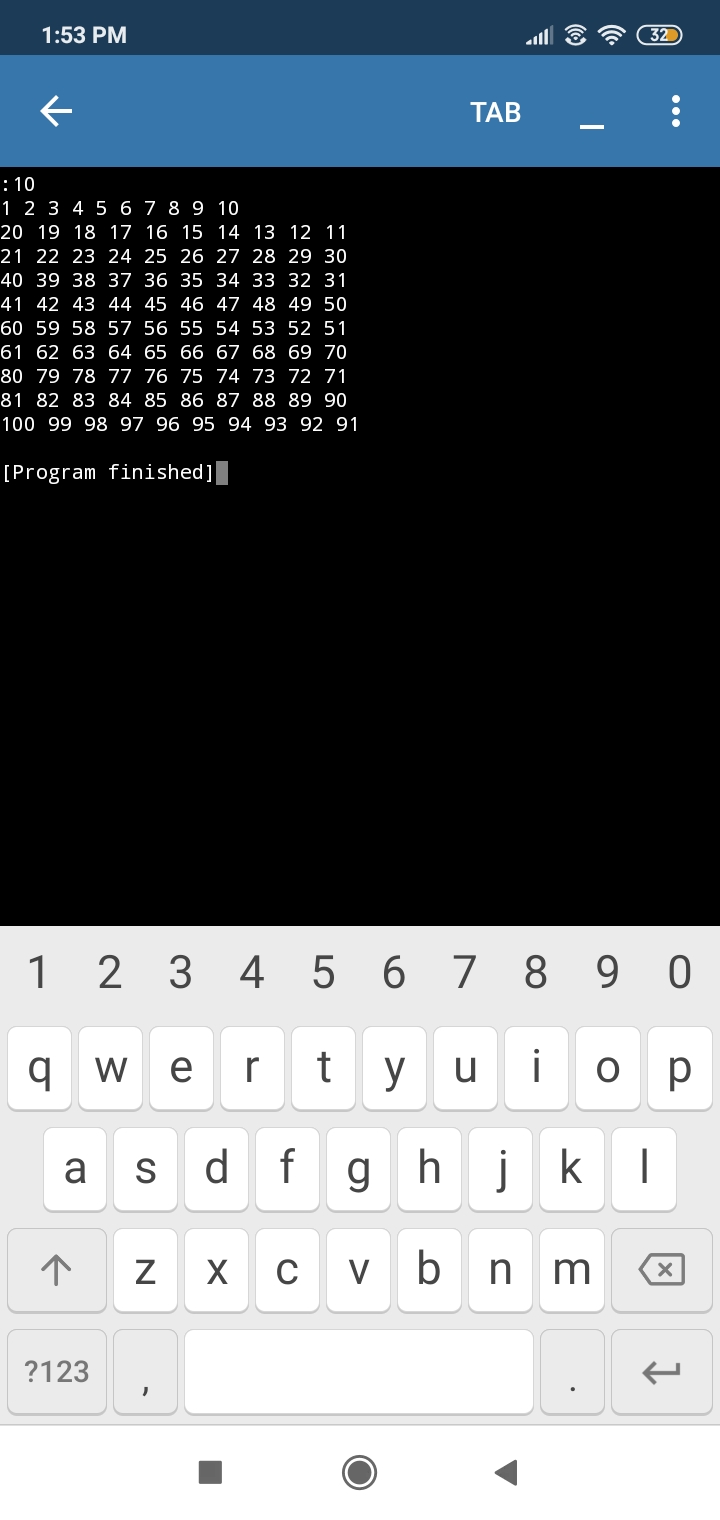 1:53 PM 32
TAB _
:10
1 2 3 4 5 6 7 8 9 10
20 19 18 17 16 15 14 13 12 11
21 22 23 24 25 26 27 28 29 30
40 39 38 37 36 35 34 33 32 31
41 42 43 44 45 46 47 48 49 50
60 59 58 57 56 55 54 53 52 51
61 62 63 64 65 66 67 68 69 70
80 79 78 77 76 75 74 73 72 71
81 82 83 84 85 86 87 88 89 90
100 99 98 97 96 95 94 93 92 91
[Program finished]
1 2 3 4 5 6 7 8 9 0
q w e r t y u i o p
a s d f g h j k l
z x c v b n m
?123 , .